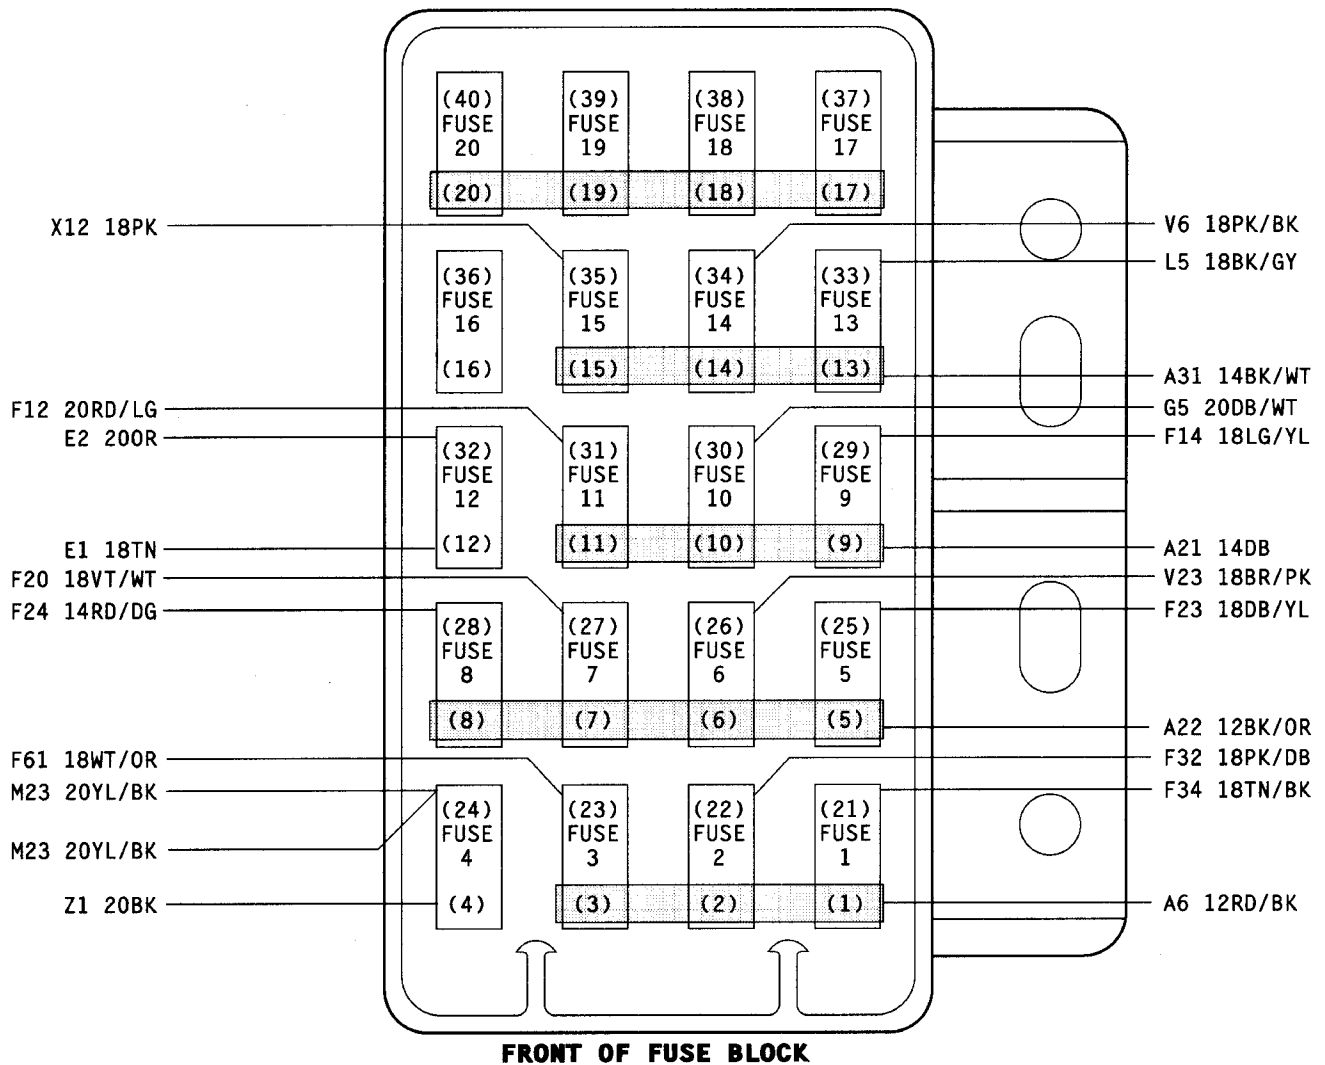 (40) (39) (38) (37)
FUSE FUSE FUSE FUSE
20 19 18 17
(20) (19) (18) (17)
X12 18PK
V6 18PK/BK
L5 18BK/GY
(36) (35) (34) (33)
FUSE FUSE FUSE FUSE
16 15 14 13
(16) (15) (14) (13)
A31 14BK/WT
F12 20RD/LG
G5 20DB/WT
E2 20OR
F14 18LG/YL
(32) (31) (30) (29)
FUSE FUSE FUSE FUSE
12 11 10 9
(12) (11) (10) (9)
E1 18TN
A21 14DB
F20 18VT/WT
V23 18BR/PK
F24 14RD/DG
F23 18DB/YL
(28) (27) (26) (25)
FUSE FUSE FUSE FUSE
8 7 6 5
(8) (7) (6) (5)
A22 12BK/OR
F61 18WT/OR
F32 18PK/DB
M23 20YL/BK
F34 18TN/BK
(24) (23) (22) (21)
FUSE FUSE FUSE FUSE
4 3 2 1
M23 20YL/BK
Z1 20BK
(4) (3) (2) (1)
A6 12RD/BK
FRONT OF FUSE BLOCK